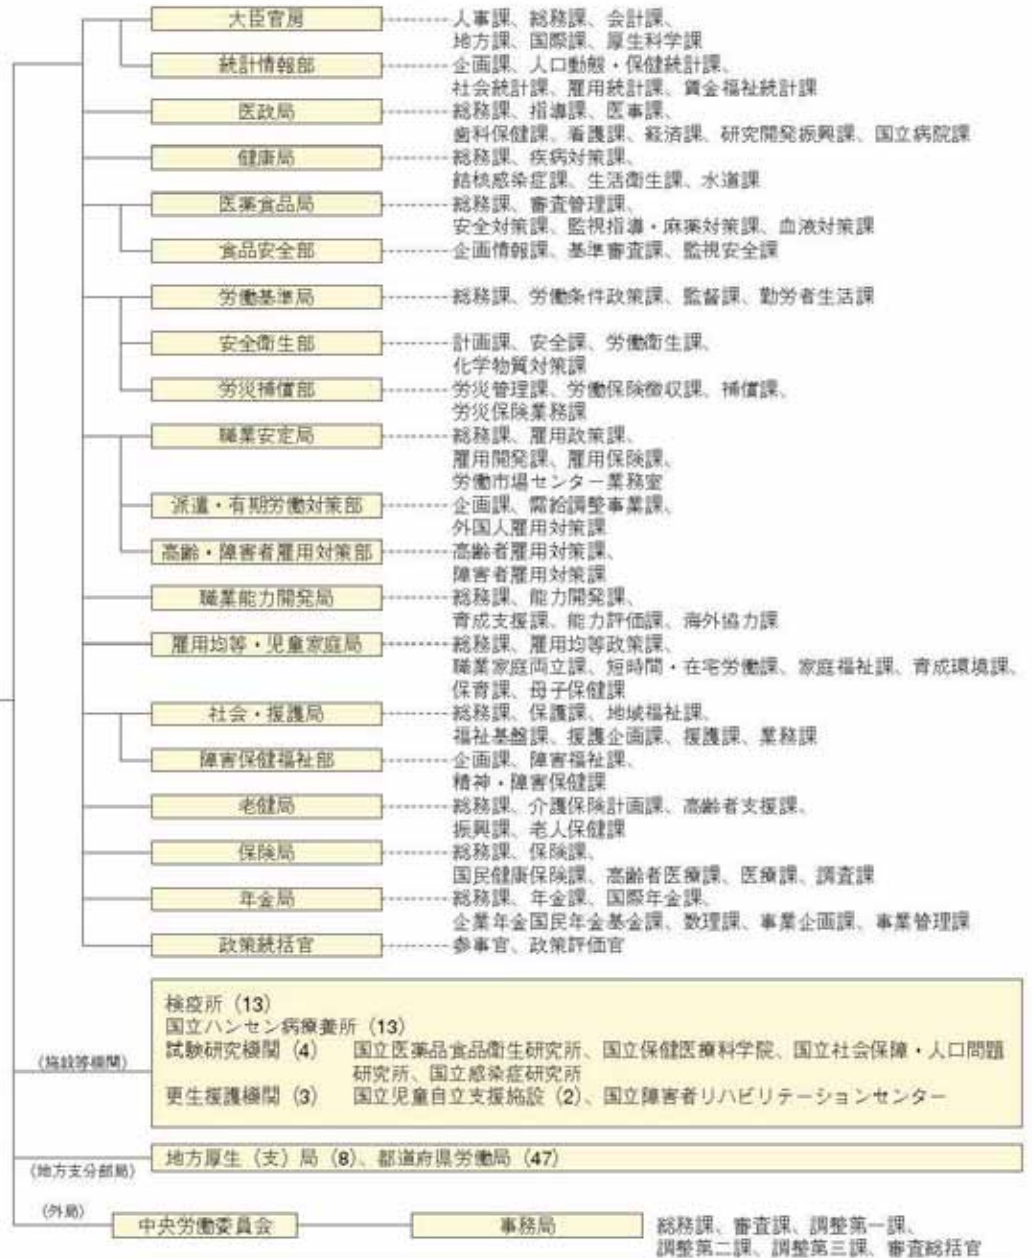 大臣官房 人事課、総務課、会計課、
地方課、国際課、厚生科学課
統計情報部 企画課、人口動態・保健統計課、
社会統計課、雇用統計課、賃金福祉統計課
医政局 総務課、指導課、医事課、
歯科保健課、看護課、経済課、研究開発振興課、国立病院課
健康局 総務課、疾病対策課、
結核感染症課、生活衛生課、水道課
医薬食品局 総務課、審査管理課、
安全対策課、監視指導・麻薬対策課、血液対策課
食品安全部 企画情報課、基準審査課、監視安全課
労働基準局 総務課、労働条件政策課、監督課、勤労者生活課
安全衛生部 計画課、安全課、労働衛生課、
化学物質対策課
労災補償部 労災管理課、労働保険徴収課、補償課、
労災保険業務課
職業安定局 総務課、雇用政策課、
雇用開発課、雇用保険課、
労働市場センター業務室
派遣・有期労働対策部 企画課、需給調整事業課、
外国人雇用対策課
高齢・障害者雇用対策部 高齢者雇用対策課、
障害者雇用対策課
職業能力開発局 総務課、能力開発課、
育成支援課、能力評価課、海外協力課
雇用均等・児童家庭局 総務課、雇用均等政策課、
職業家庭両立課、短時間・在宅労働課、家庭福祉課、育成環境課、
保育課、母子保健課
社会・援護局 総務課、保護課、地域福祉課、
福祉基盤課、援護企画課、援護課、業務課
障害保健福祉部 企画課、障害福祉課、
精神・障害保健課
老健局 総務課、介護保険計画課、高齢者支援課、
振興課、老人保健課
保険局 総務課、保険課、
国民健康保険課、高齢者医療課、医療課、調査課
年金局 総務課、年金課、国際年金課、
企業年金国民年金基金課、数理課、事業企画課、事業管理課
政策統括官 参事官、政策評価官
検疫所（13）
国立ハンセン病療養所（13）
（施設等機関） 試験研究機関（4） 国立医薬品食品衛生研究所、国立保健医療科学院、国立社会保障・人口問題
研究所、国立感染症研究所
更生援護機関（3） 国立児童自立支援施設（2）、国立障害者リハビリテーションセンター
（地方支分部局） 地方厚生（支）局（8）、都道府県労働局（47）
（外局） 中央労働委員会 事務局 総務課、審査課、調整第一課、
調整第二課、調整第三課、審査総括官